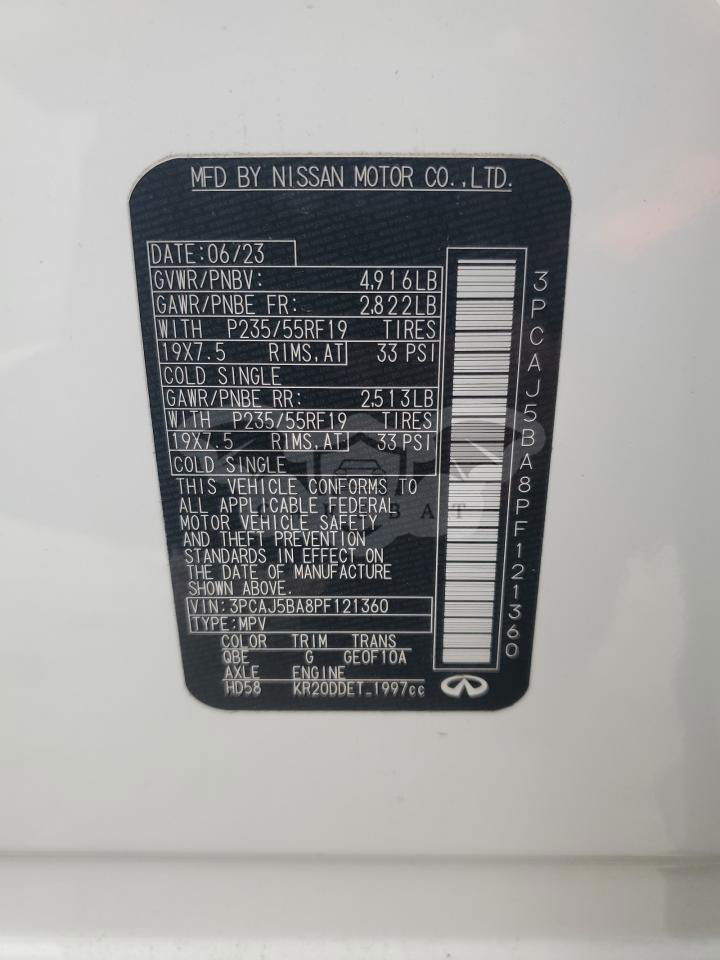 MFD BY NISSAN MOTOR CO.,LTD.
DATE:06/23
GVWR/PNBV: 4,916LB
GAWR/PNBE FR: 2,822LB
WITH P235/55RF19 TIRES
19X7.5 RIMS,AT 33 PSI
COLD SINGLE
GAWR/PNBE RR: 2,513LB
WITH P235/55RF19 TIRES
19X7.5 RIMS,AT 33 PSI
COLD SINGLE
THIS VEHICLE CONFORMS TO
ALL APPLICABLE FEDERAL
MOTOR VEHICLE SAFETY
AND THEFT PREVENTION
STANDARDS IN EFFECT ON
THE DATE OF MANUFACTURE
SHOWN ABOVE.
VIN:3PCAJ5BA8PF121360
TYPE:MPV
COLOR TRIM TRANS
QBE G GE0F10A
AXLE ENGINE
HD58 KR20DDET_1997cc
3PCAJ5BA8PF121360